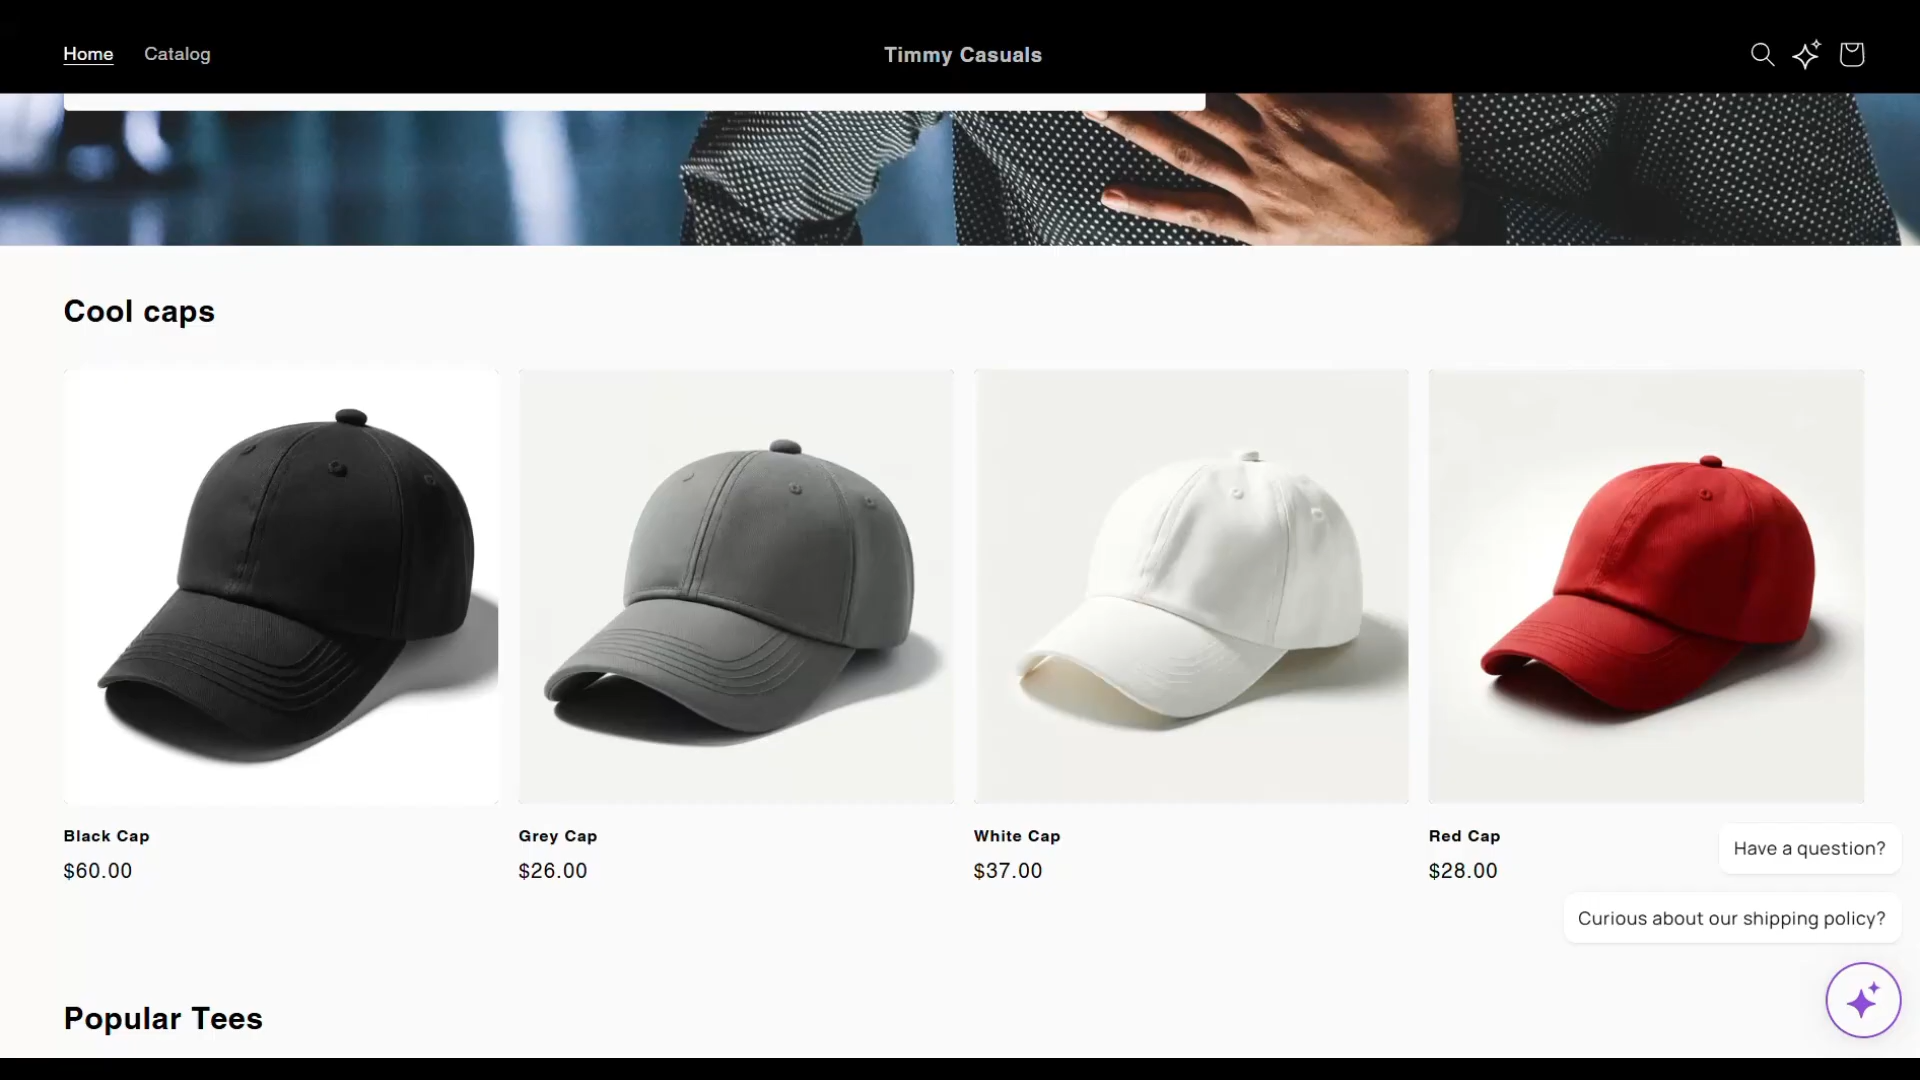 Home
Catalog
Timmy Casuals
Cool caps
Black Cap
$60.00
Grey Cap
$26.00
White Cap
$37.00
Red Cap
$28.00
Have a question?
Curious about our shipping policy?
Popular Tees